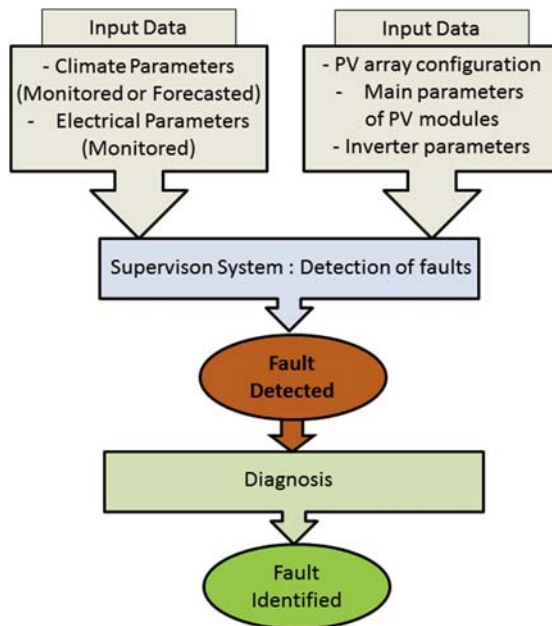 Input Data
- Climate Parameters
(Monitored or Forecasted)
- Electrical Parameters
(Monitored)
Input Data
- PV array configuration
- Main parameters
of PV modules
- Inverter parameters
Supervison System : Detection of faults
Fault
Detected
Diagnosis
Fault
Identified